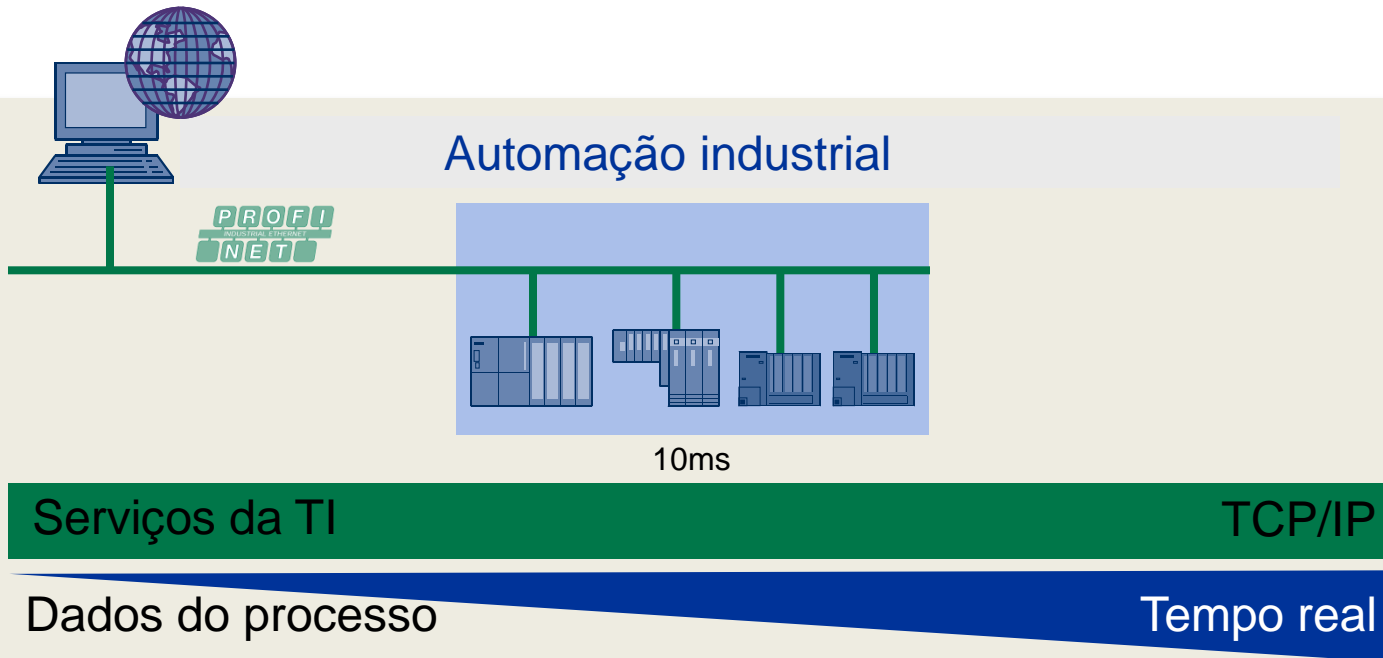 Automação industrial
PROFI
INDUSTRIAL ETHERNET
NET
10ms
Serviços da TI TCP/IP
Dados do processo Tempo real